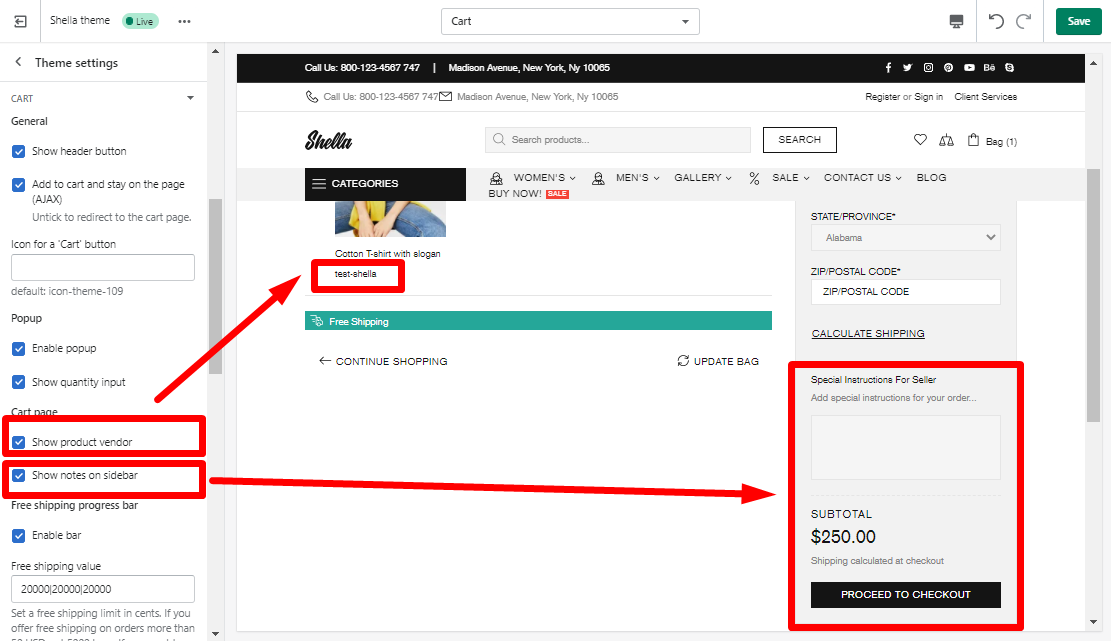 Shella theme
Live
Cart
Save
Theme settings
CART
General
Show header button
Add to cart and stay on the page
(AJAX)
Untick to redirect to the cart page.
Icon for a 'Cart' button
default: icon-theme-109
Popup
Enable popup
Show quantity input
Cart page
Show product vendor
Show notes on sidebar
Free shipping progress bar
Enable bar
Free shipping value
20000|20000|20000
Set a free shipping limit in cents. If you
offer free shipping on orders more than
Call Us: 800-123-4567 747 | Madison Avenue, New York, Ny 10065
Bē
Call Us: 800-123-4567 747 Madison Avenue, New York, Ny 10065
Register or Sign in Client Services
Shella
Search products...
SEARCH
Bag (1)
CATEGORIES
WOMEN'S MEN'S GALLERY SALE CONTACT US BLOG
BUY NOW! SALE
Cotton T-shirt with slogan
test-shella
Free Shipping
CONTINUE SHOPPING
UPDATE BAG
STATE/PROVINCE*
Alabama
ZIP/POSTAL CODE*
ZIP/POSTAL CODE
CALCULATE SHIPPING
Special Instructions For Seller
Add special instructions for your order...
SUBTOTAL
$250.00
Shipping calculated at checkout
PROCEED TO CHECKOUT